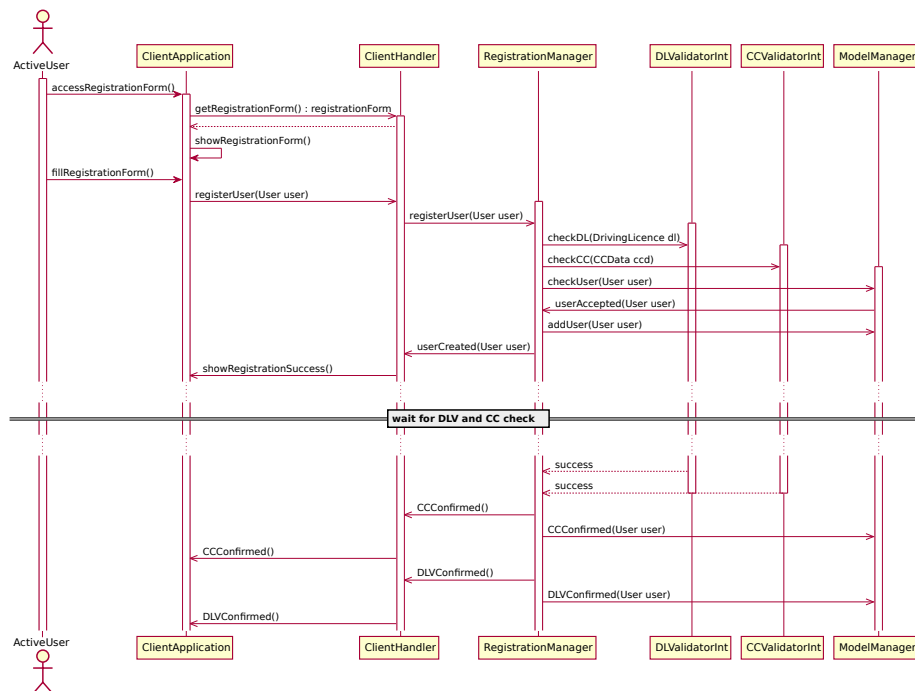 ActiveUser
ClientApplication
ClientHandler
RegistrationManager
DLValidatorInt
CCValidatorInt
ModelManager
accessRegistrationForm()
getRegistrationForm() : registrationForm
showRegistrationForm()
fillRegistrationForm()
registerUser(User user)
registerUser(User user)
checkDL(DrivingLicence dl)
checkCC(CCData ccd)
checkUser(User user)
userAccepted(User user)
addUser(User user)
userCreated(User user)
showRegistrationSuccess()
wait for DLV and CC check
success
success
CCConfirmed()
CCConfirmed(User user)
CCConfirmed()
DLVConfirmed()
DLVConfirmed(User user)
DLVConfirmed()
ActiveUser
ClientApplication
ClientHandler
RegistrationManager
DLValidatorInt
CCValidatorInt
ModelManager